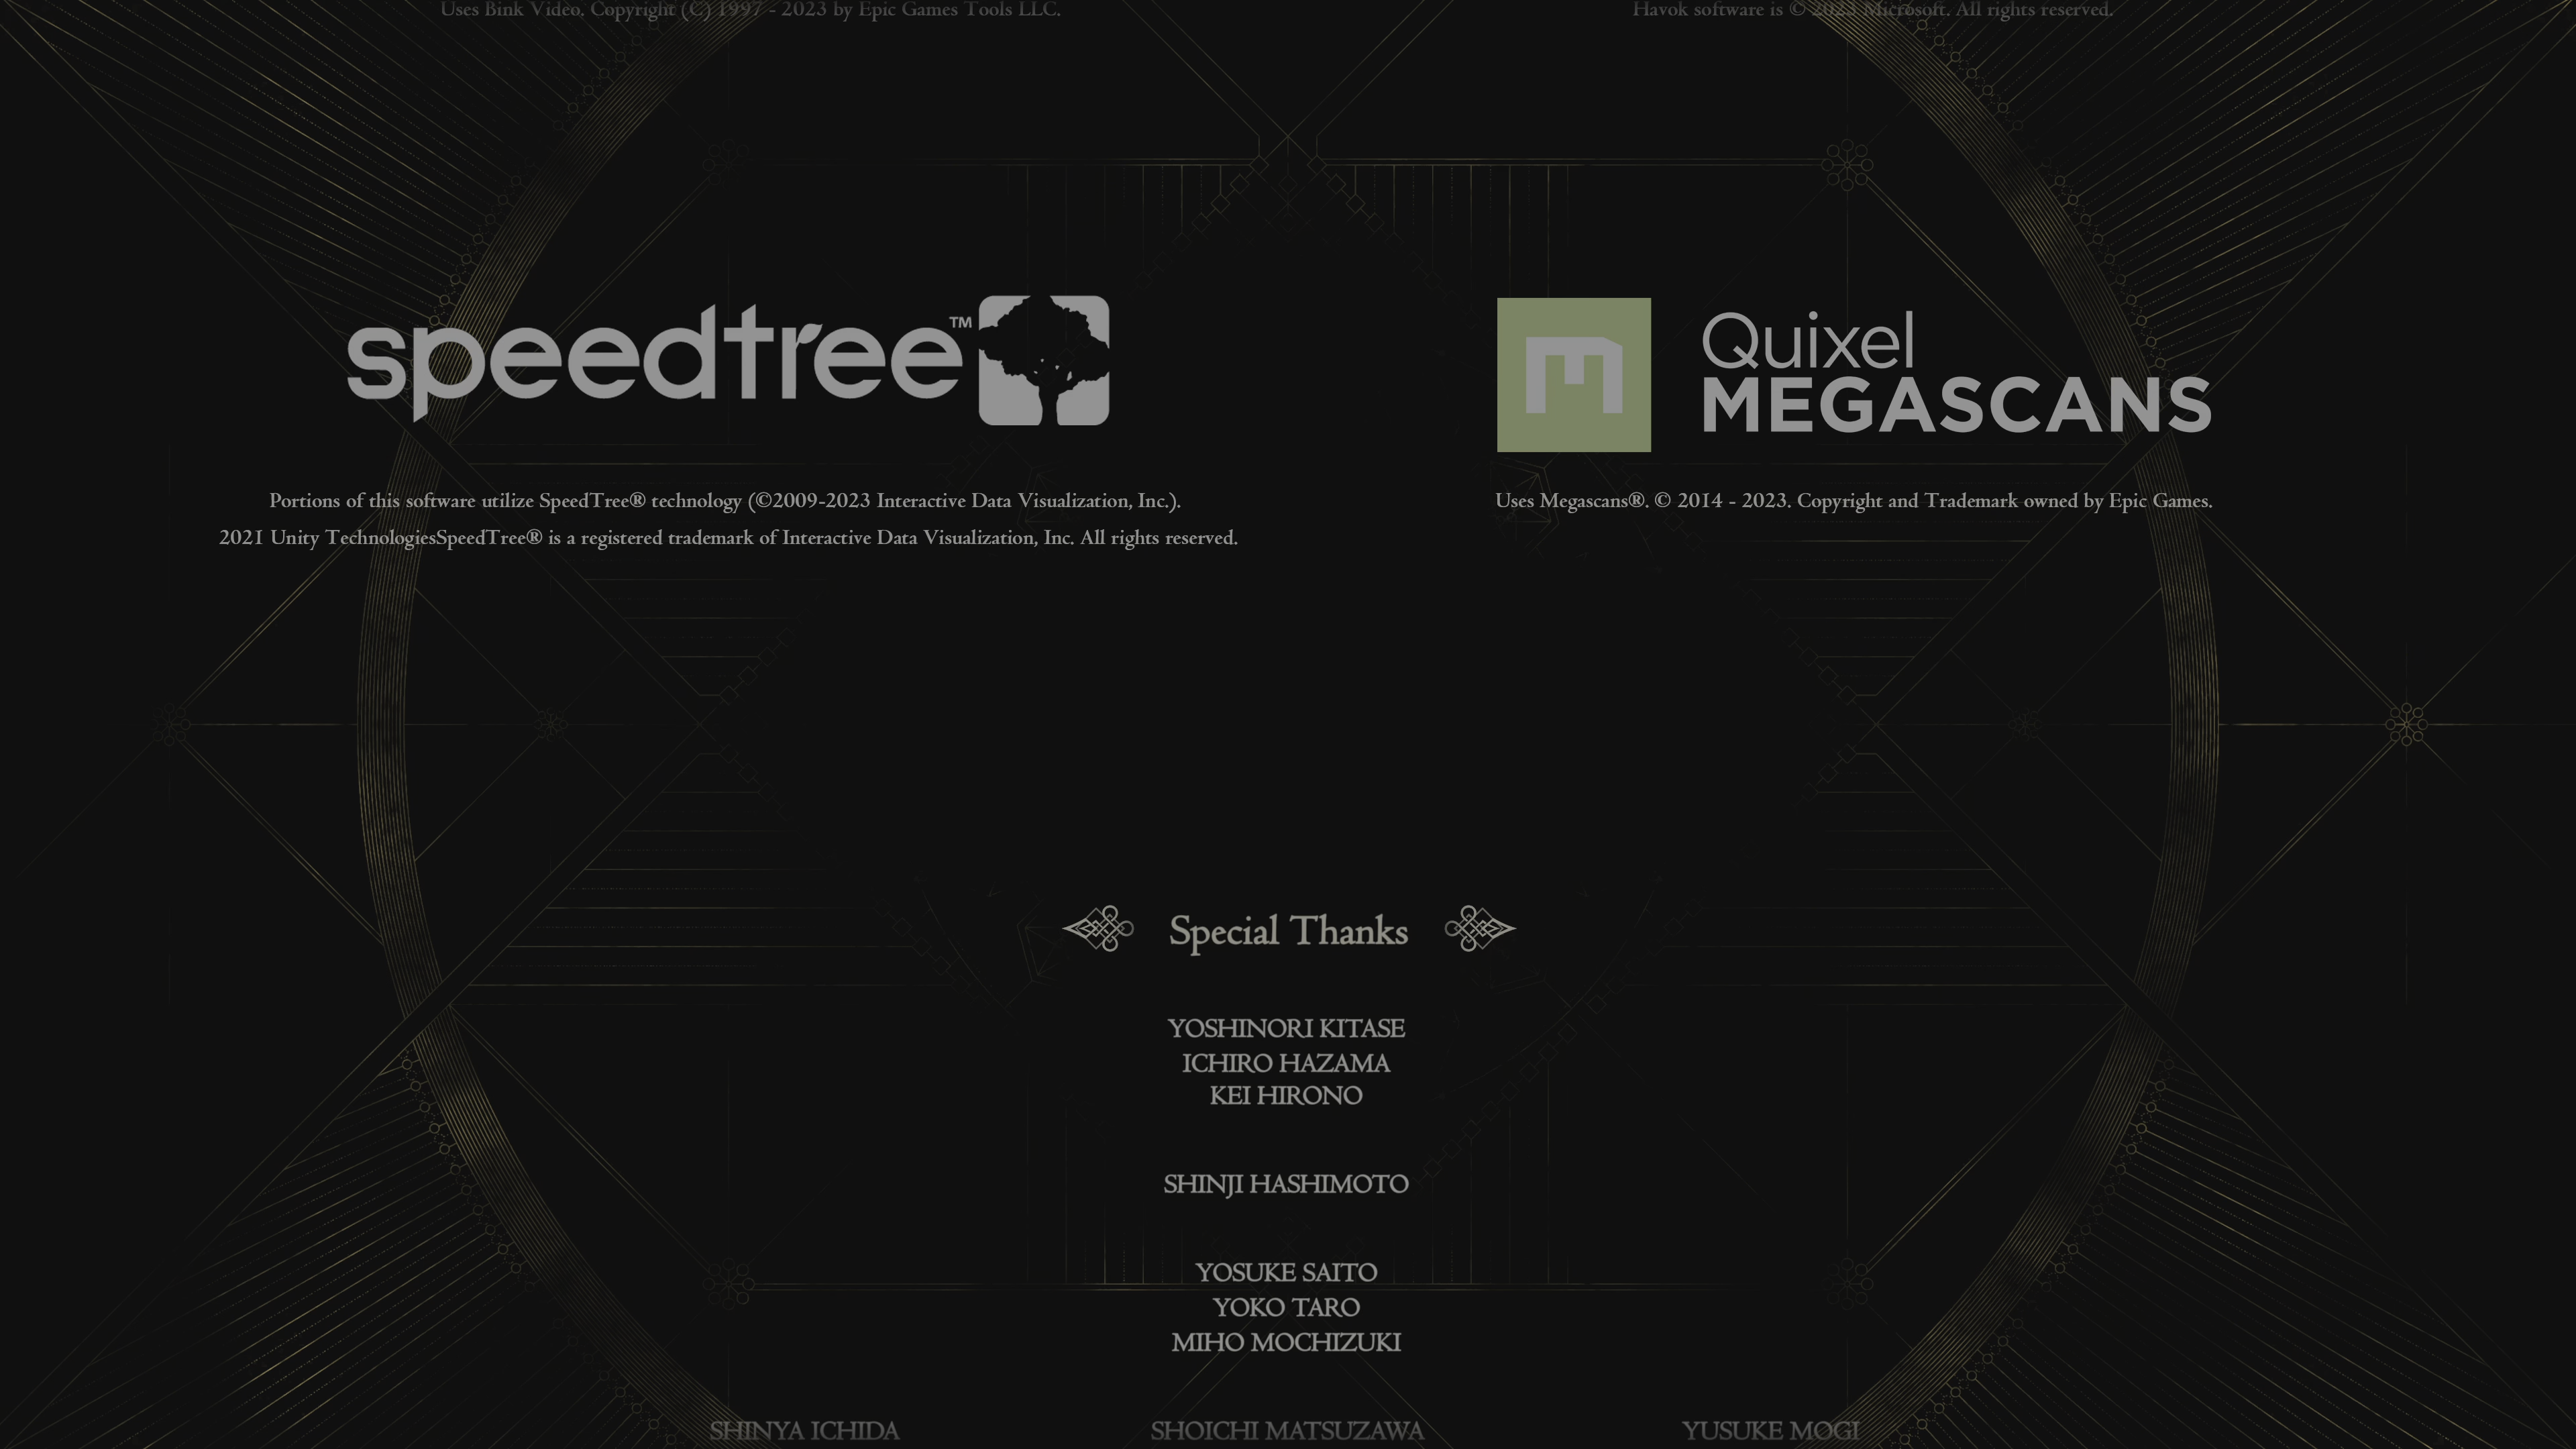 Uses Bink Video. Copyright (C) 1997 - 2023 by Epic Games Tools LLC.
Havok software is © 2023 Microsoft. All rights reserved.
speedtree™
Quixel
MEGASCANS
Portions of this software utilize SpeedTree® technology (©2009-2023 Interactive Data Visualization, Inc.).
2021 Unity TechnologiesSpeedTree® is a registered trademark of Interactive Data Visualization, Inc. All rights reserved.
Uses Megascans®. © 2014 - 2023. Copyright and Trademark owned by Epic Games.
Special Thanks
YOSHINORI KITASE
ICHIRO HAZAMA
KEI HIRONO
SHINJI HASHIMOTO
YOSUKE SAITO
YOKO TARO
MIHO MOCHIZUKI
SHINYA ICHIDA
SHOICHI MATSUZAWA
YUSUKE MOGI